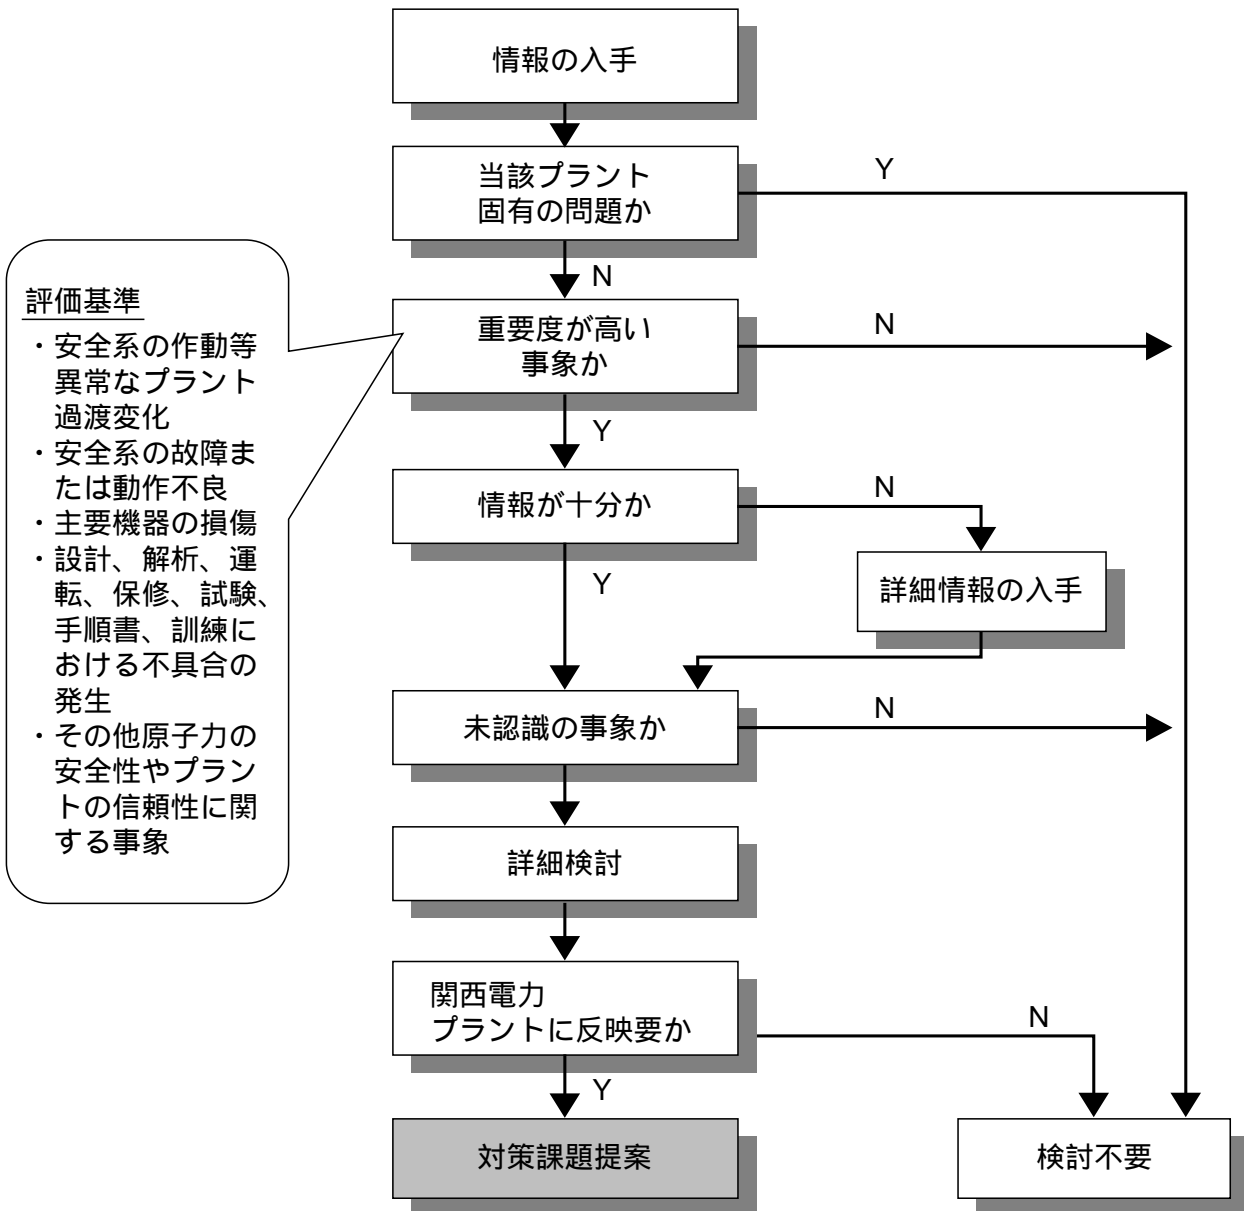 情報の入手
当該プラント
固有の問題か
Y
N
評価基準
・安全系の作動等
異常なプラント
過渡変化
・安全系の故障ま
たは動作不良
・主要機器の損傷
・設計、解析、運
転、保修、試験、
手順書、訓練に
おける不具合の
発生
・その他原子力の
安全性やプラン
トの信頼性に関
する事象
重要度が高い
事象か
N
Y
情報が十分か
N
Y
詳細情報の入手
未認識の事象か
N
詳細検討
関西電力
プラントに反映要か
N
Y
対策課題提案
検討不要